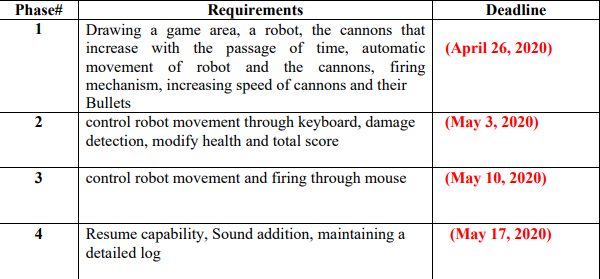 Phase# Requirements Deadline
1 Drawing a game area, a robot, the cannons that
increase with the passage of time, automatic
movement of robot and the cannons, firing
mechanism, increasing speed of cannons and their
Bullets
(April 26, 2020)
2 control robot movement through keyboard, damage
detection, modify health and total score
(May 3, 2020)
3 control robot movement and firing through mouse
(May 10, 2020)
4 Resume capability, Sound addition, maintaining a
detailed log
(May 17, 2020)